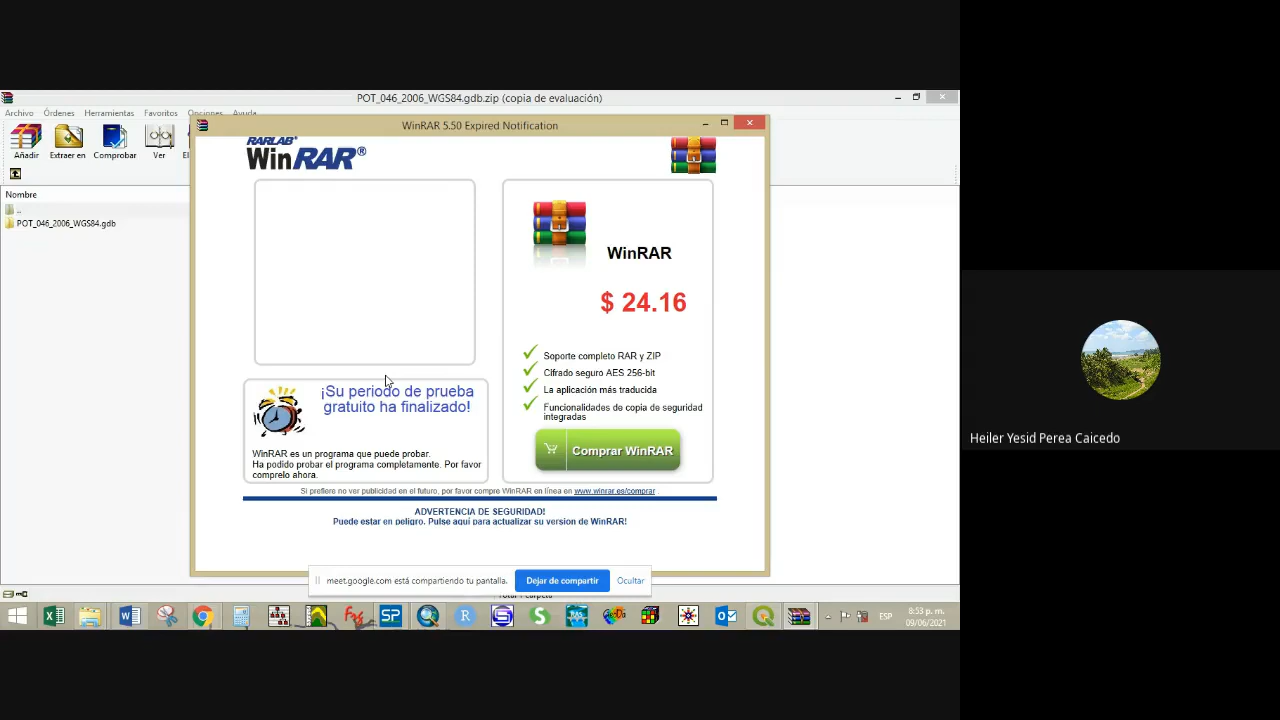 POT_046_2006_WGS84.gdb.zip (copia de evaluación)
Archivo Órdenes Herramientas Favoritos Opciones Ayuda
WinRAR 5.50 Expired Notification
Añadir Extraer en Comprobar Ver
RARLAB®
WinRAR®
Nombre
..
POT_046_2006_WGS84.gdb
WinRAR
$ 24.16
Soporte completo RAR y ZIP
Cifrado seguro AES 256-bit
La aplicación más traducida
Funcionalidades de copia de seguridad
integradas
Comprar WinRAR
¡Su periodo de prueba
gratuito ha finalizado!
WinRAR es un programa que puede probar.
Ha podido probar el programa completamente. Por favor
comprelo ahora.
Si prefiere no ver publicidad en el futuro, por favor compre WinRAR en línea en www.winrar.es/comprar
ADVERTENCIA DE SEGURIDAD!
Puede estar en peligro. Pulse aquí para actualizar su version de WinRAR!
meet.google.com está compartiendo tu pantalla.
Dejar de compartir
Ocultar
SP
R
S
ESP
8:53 p. m.
09/06/2021
Heiler Yesid Perea Caicedo